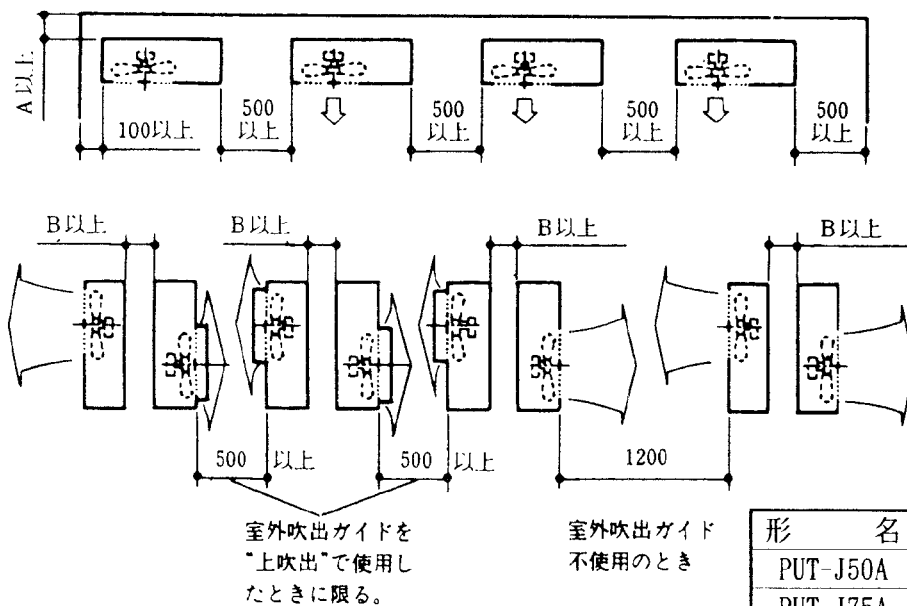 A以上
100以上
500
以上
500
以上
500
以上
500
以上
B以上
B以上
B以上
B以上
500 以上
500 以上
1200
室外吹出ガイドを
"上吹出"で使用し
たときに限る。
室外吹出ガイド
不使用のとき
形 名
PUT-J50A
PUT-J75A